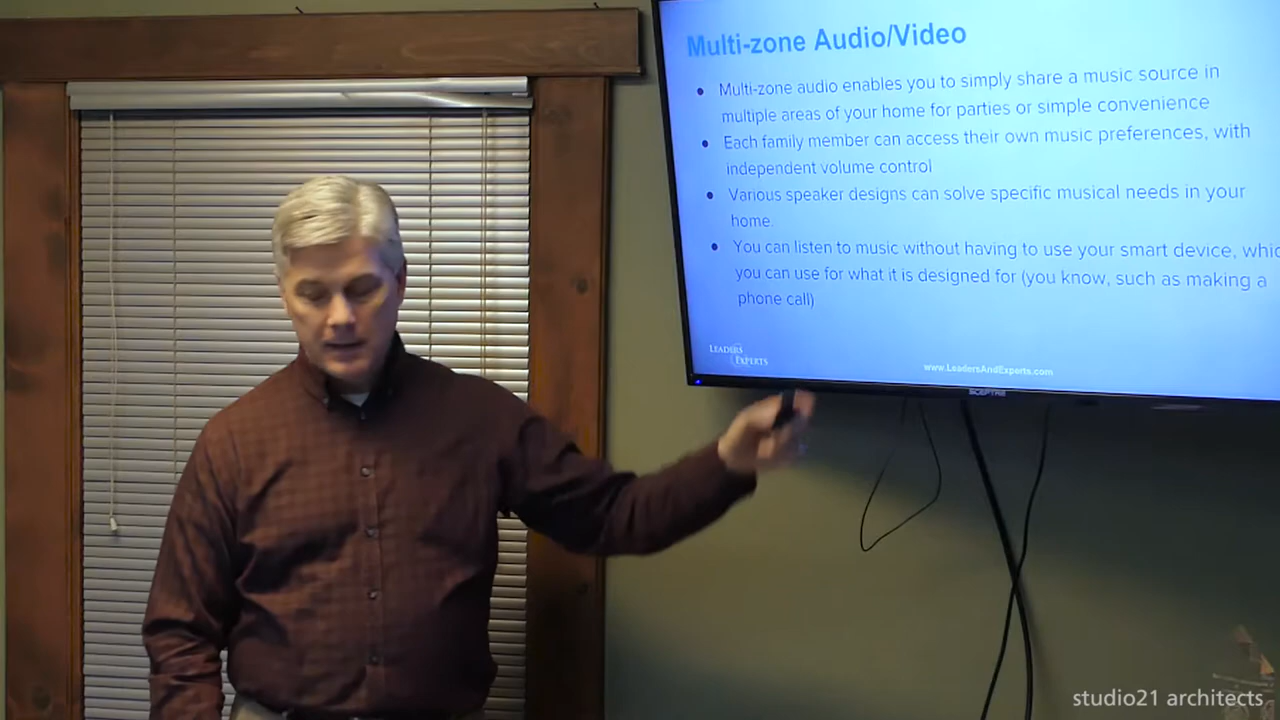 Multi-zone Audio/Video
• Multi-zone audio enables you to simply share a music source in
multiple areas of your home for parties or simple convenience
• Each family member can access their own music preferences, with
independent volume control
• Various speaker designs can solve specific musical needs in your
home.
• You can listen to music without having to use your smart device, whic
you can use for what it is designed for (you know, such as making a
phone call)
LEADERS
EXPERTS
www.LeadersAndExperts.com
SCEPTRE
studio21 architects